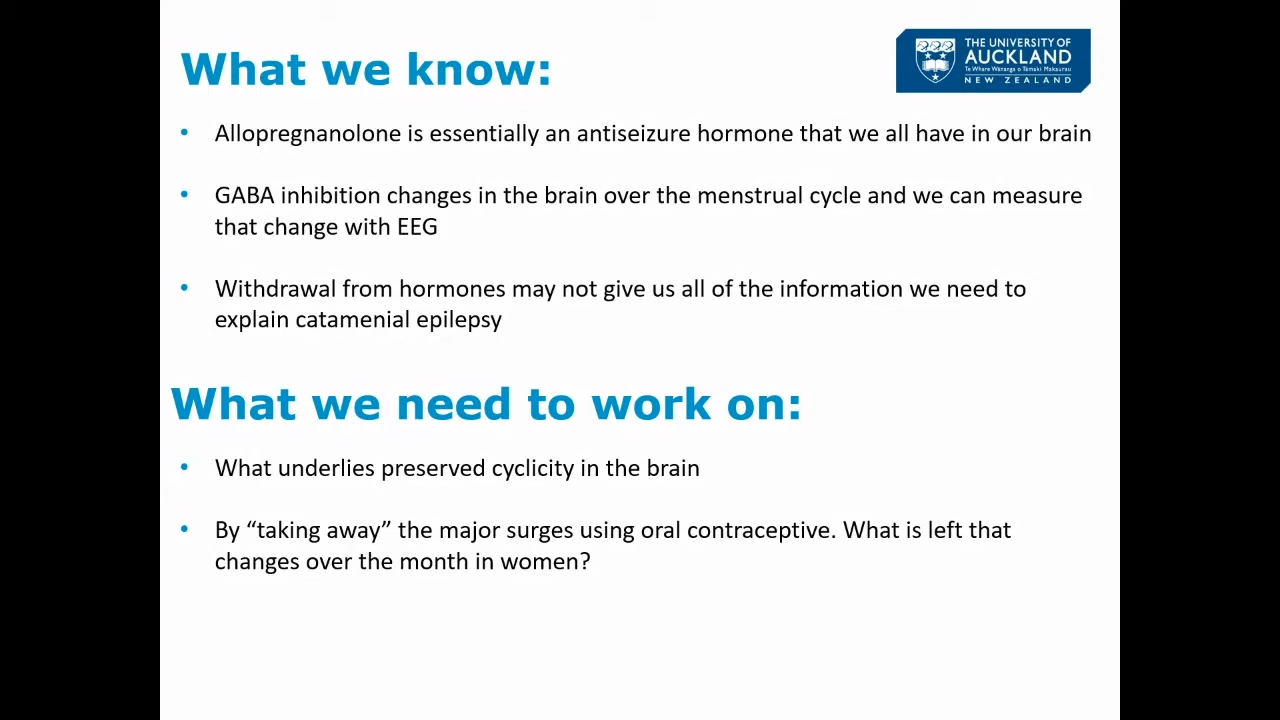 What we know:
THE UNIVERSITY OF
AUCKLAND
Te Whare Wānanga o Tāmaki Makaurau
NEW ZEALAND
• Allopregnanolone is essentially an antiseizure hormone that we all have in our brain
• GABA inhibition changes in the brain over the menstrual cycle and we can measure
that change with EEG
• Withdrawal from hormones may not give us all of the information we need to
explain catamenial epilepsy
What we need to work on:
• What underlies preserved cyclicity in the brain
• By “taking away” the major surges using oral contraceptive. What is left that
changes over the month in women?